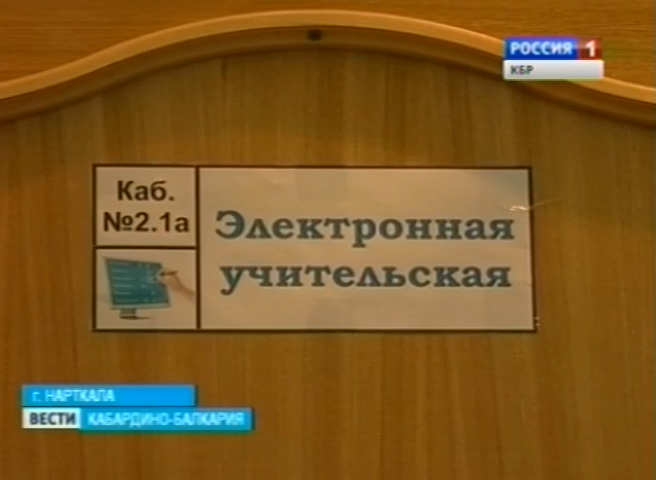 РОССИЯ 1
КБР
Каб.
№2.1а
Электронная
учительская
г. НАРТКАЛА
ВЕСТИ КАБАРДИНО-БАЛКАРИЯ